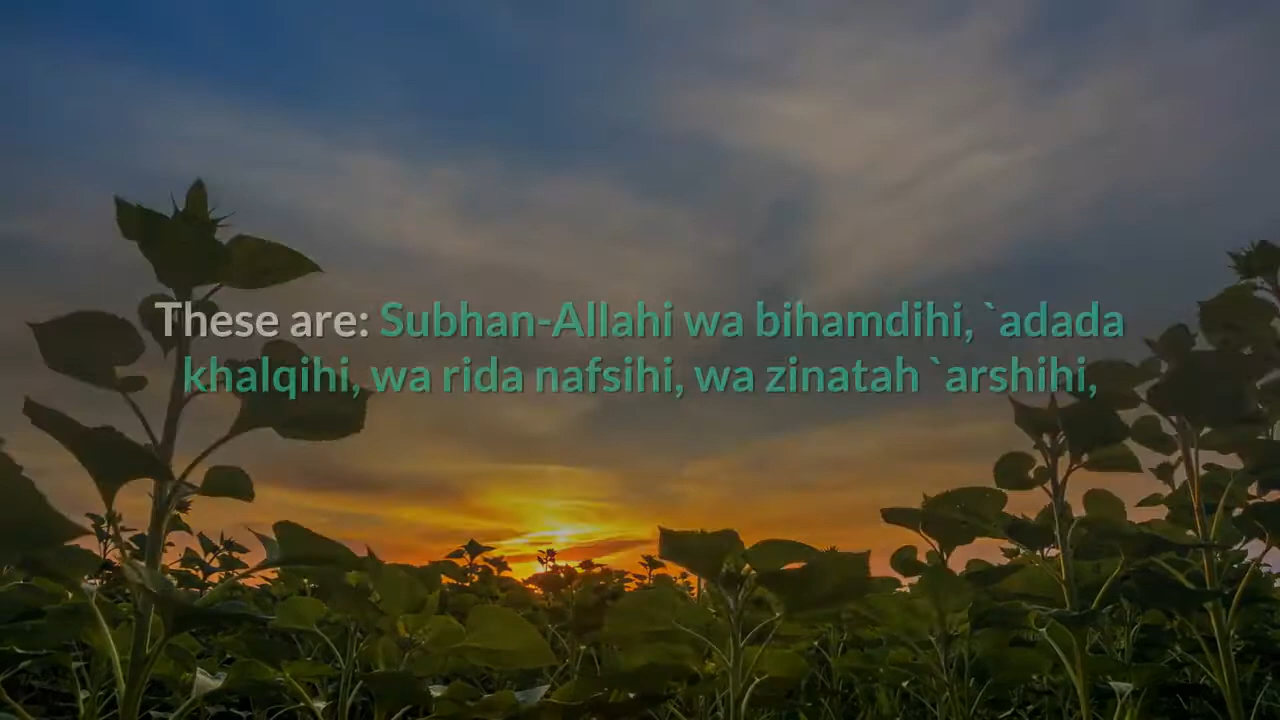 These are: Subhan-Allahi wa bihamdihi, `adada
khalqihi, wa rida nafsihi, wa zinatah `arshihi,